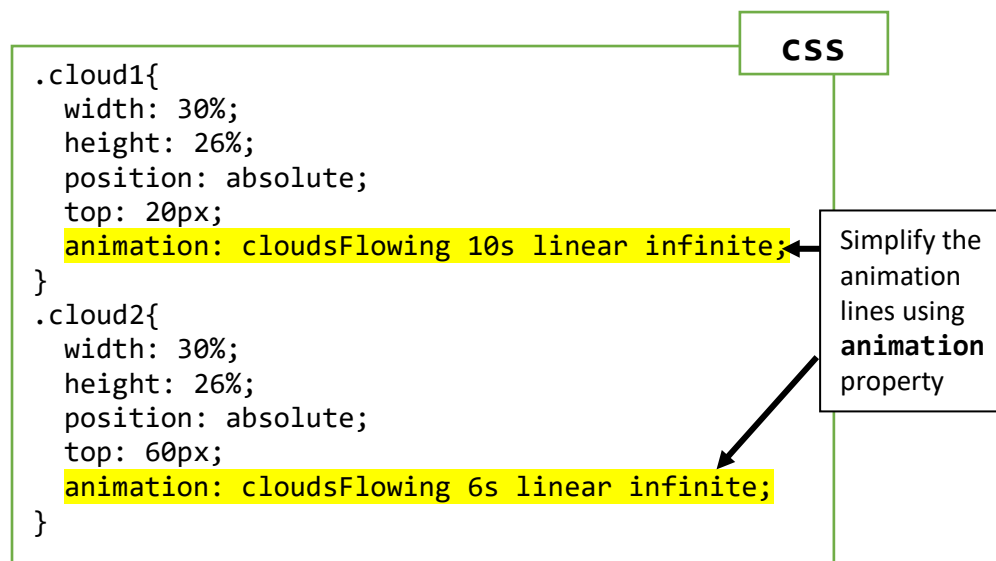 css
.cloud1{
  width: 30%;
  height: 26%;
  position: absolute;
  top: 20px;
  animation: cloudsFlowing 10s linear infinite;
}
.cloud2{
  width: 30%;
  height: 26%;
  position: absolute;
  top: 60px;
  animation: cloudsFlowing 6s linear infinite;
}
Simplify the
animation
lines using
animation
property